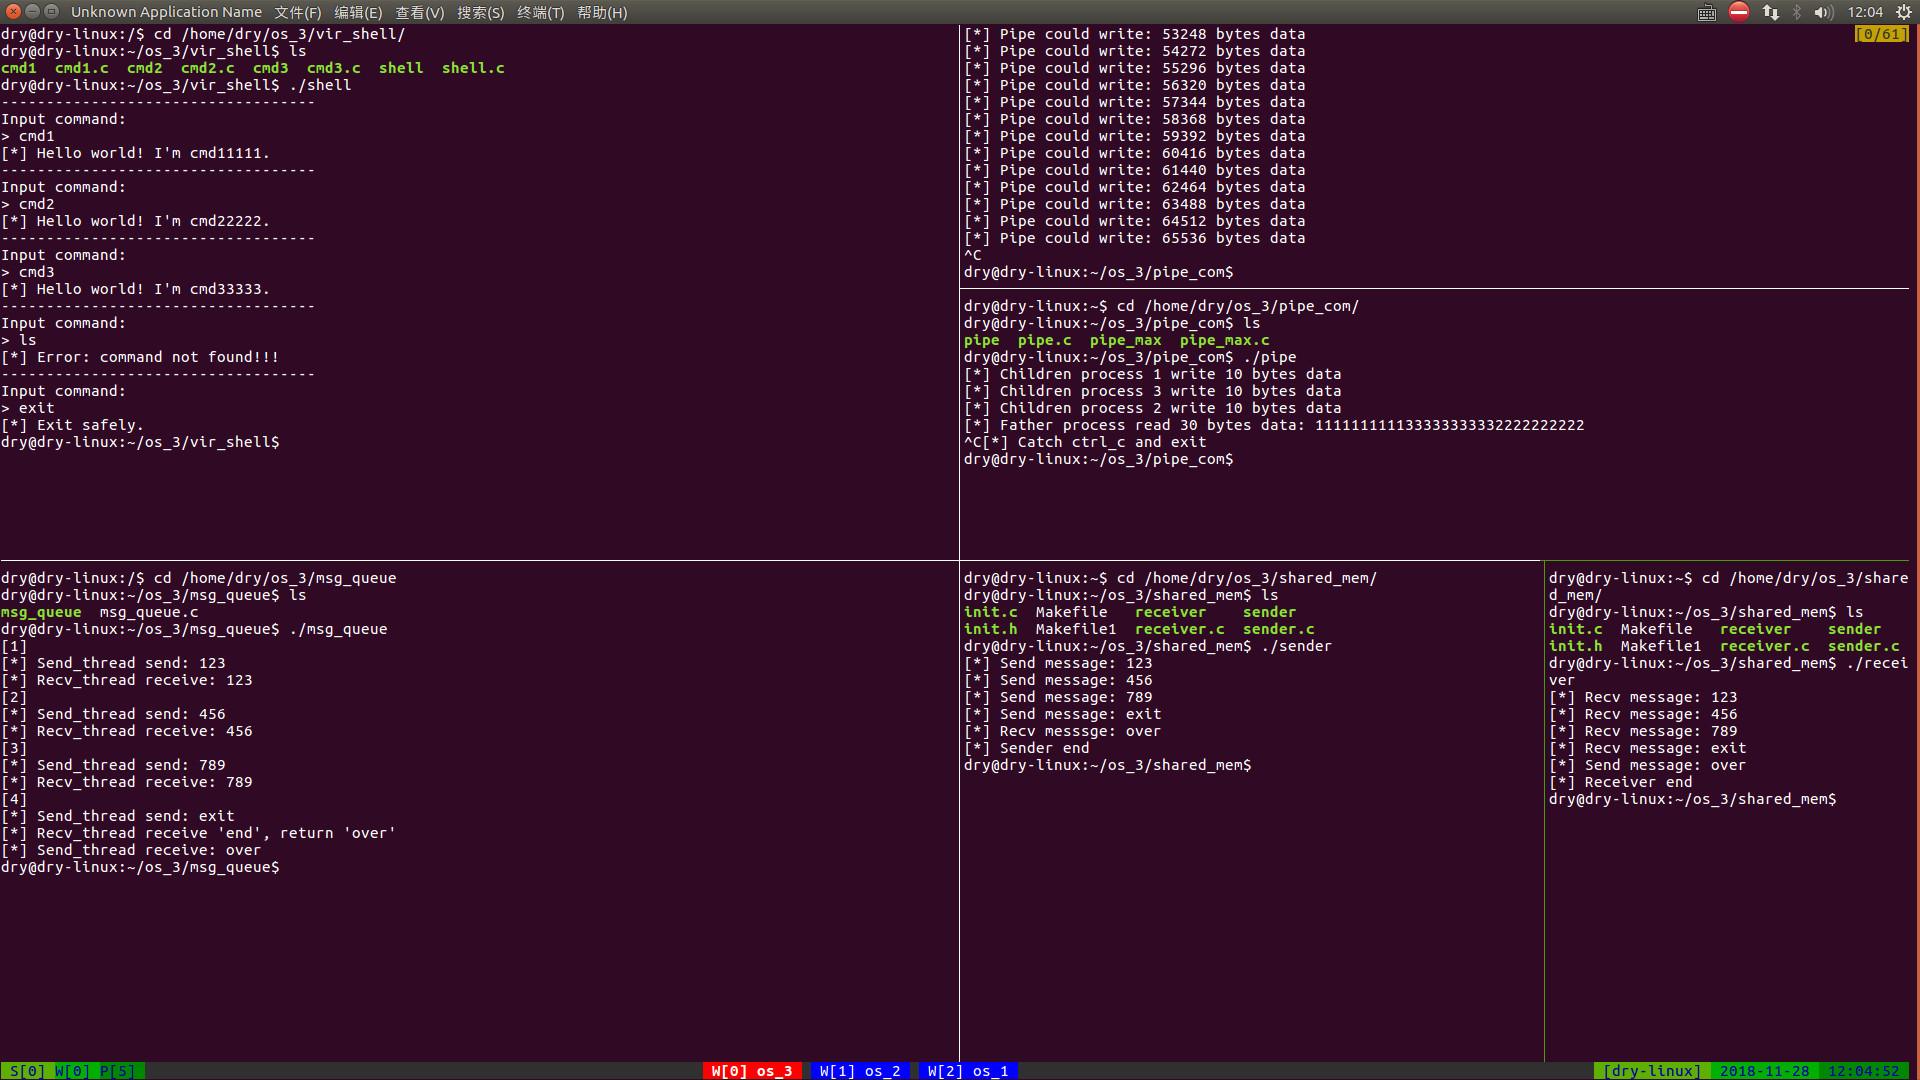 Unknown Application Name 文件(F) 编辑(E) 查看(V) 搜索(S) 终端(T) 帮助(H) 12:04
dry@dry-linux:/$ cd /home/dry/os_3/vir_shell/
dry@dry-linux:~/os_3/vir_shell$ ls
cmd1  cmd1.c  cmd2  cmd2.c  cmd3  cmd3.c  shell  shell.c
dry@dry-linux:~/os_3/vir_shell$ ./shell
-----------------------------------
Input command:
> cmd1
[*] Hello world! I'm cmd11111.
-----------------------------------
Input command:
> cmd2
[*] Hello world! I'm cmd22222.
-----------------------------------
Input command:
> cmd3
[*] Hello world! I'm cmd33333.
-----------------------------------
Input command:
> ls
[*] Error: command not found!!!
-----------------------------------
Input command:
> exit
[*] Exit safely.
dry@dry-linux:~/os_3/vir_shell$
[0/61]
[*] Pipe could write: 53248 bytes data
[*] Pipe could write: 54272 bytes data
[*] Pipe could write: 55296 bytes data
[*] Pipe could write: 56320 bytes data
[*] Pipe could write: 57344 bytes data
[*] Pipe could write: 58368 bytes data
[*] Pipe could write: 59392 bytes data
[*] Pipe could write: 60416 bytes data
[*] Pipe could write: 61440 bytes data
[*] Pipe could write: 62464 bytes data
[*] Pipe could write: 63488 bytes data
[*] Pipe could write: 64512 bytes data
[*] Pipe could write: 65536 bytes data
^C
dry@dry-linux:~/os_3/pipe_com$
dry@dry-linux:~$ cd /home/dry/os_3/pipe_com/
dry@dry-linux:~/os_3/pipe_com$ ls
pipe  pipe.c  pipe_max  pipe_max.c
dry@dry-linux:~/os_3/pipe_com$ ./pipe
[*] Children process 1 write 10 bytes data
[*] Children process 3 write 10 bytes data
[*] Children process 2 write 10 bytes data
[*] Father process read 30 bytes data: 111111111133333333332222222222
^C[*] Catch ctrl_c and exit
dry@dry-linux:~/os_3/pipe_com$
dry@dry-linux:/$ cd /home/dry/os_3/msg_queue
dry@dry-linux:~/os_3/msg_queue$ ls
msg_queue  msg_queue.c
dry@dry-linux:~/os_3/msg_queue$ ./msg_queue
[1]
[*] Send_thread send: 123
[*] Recv_thread receive: 123
[2]
[*] Send_thread send: 456
[*] Recv_thread receive: 456
[3]
[*] Send_thread send: 789
[*] Recv_thread receive: 789
[4]
[*] Send_thread send: exit
[*] Recv_thread receive 'end', return 'over'
[*] Send_thread receive: over
dry@dry-linux:~/os_3/msg_queue$
dry@dry-linux:~$ cd /home/dry/os_3/shared_mem/
dry@dry-linux:~/os_3/shared_mem$ ls
init.c  Makefile   receiver    sender
init.h  Makefile1  receiver.c  sender.c
dry@dry-linux:~/os_3/shared_mem$ ./sender
[*] Send message: 123
[*] Send message: 456
[*] Send message: 789
[*] Send message: exit
[*] Recv messsge: over
[*] Sender end
dry@dry-linux:~/os_3/shared_mem$
dry@dry-linux:~$ cd /home/dry/os_3/share
d_mem/
dry@dry-linux:~/os_3/shared_mem$ ls
init.c  Makefile   receiver    sender
init.h  Makefile1  receiver.c  sender.c
dry@dry-linux:~/os_3/shared_mem$ ./recei
ver
[*] Recv message: 123
[*] Recv message: 456
[*] Recv message: 789
[*] Recv message: exit
[*] Send message: over
[*] Receiver end
dry@dry-linux:~/os_3/shared_mem$
S[0] W[0] P[5] W[0] os_3 W[1] os_2 W[2] os_1 [dry-linux] 2018-11-28 12:04:52